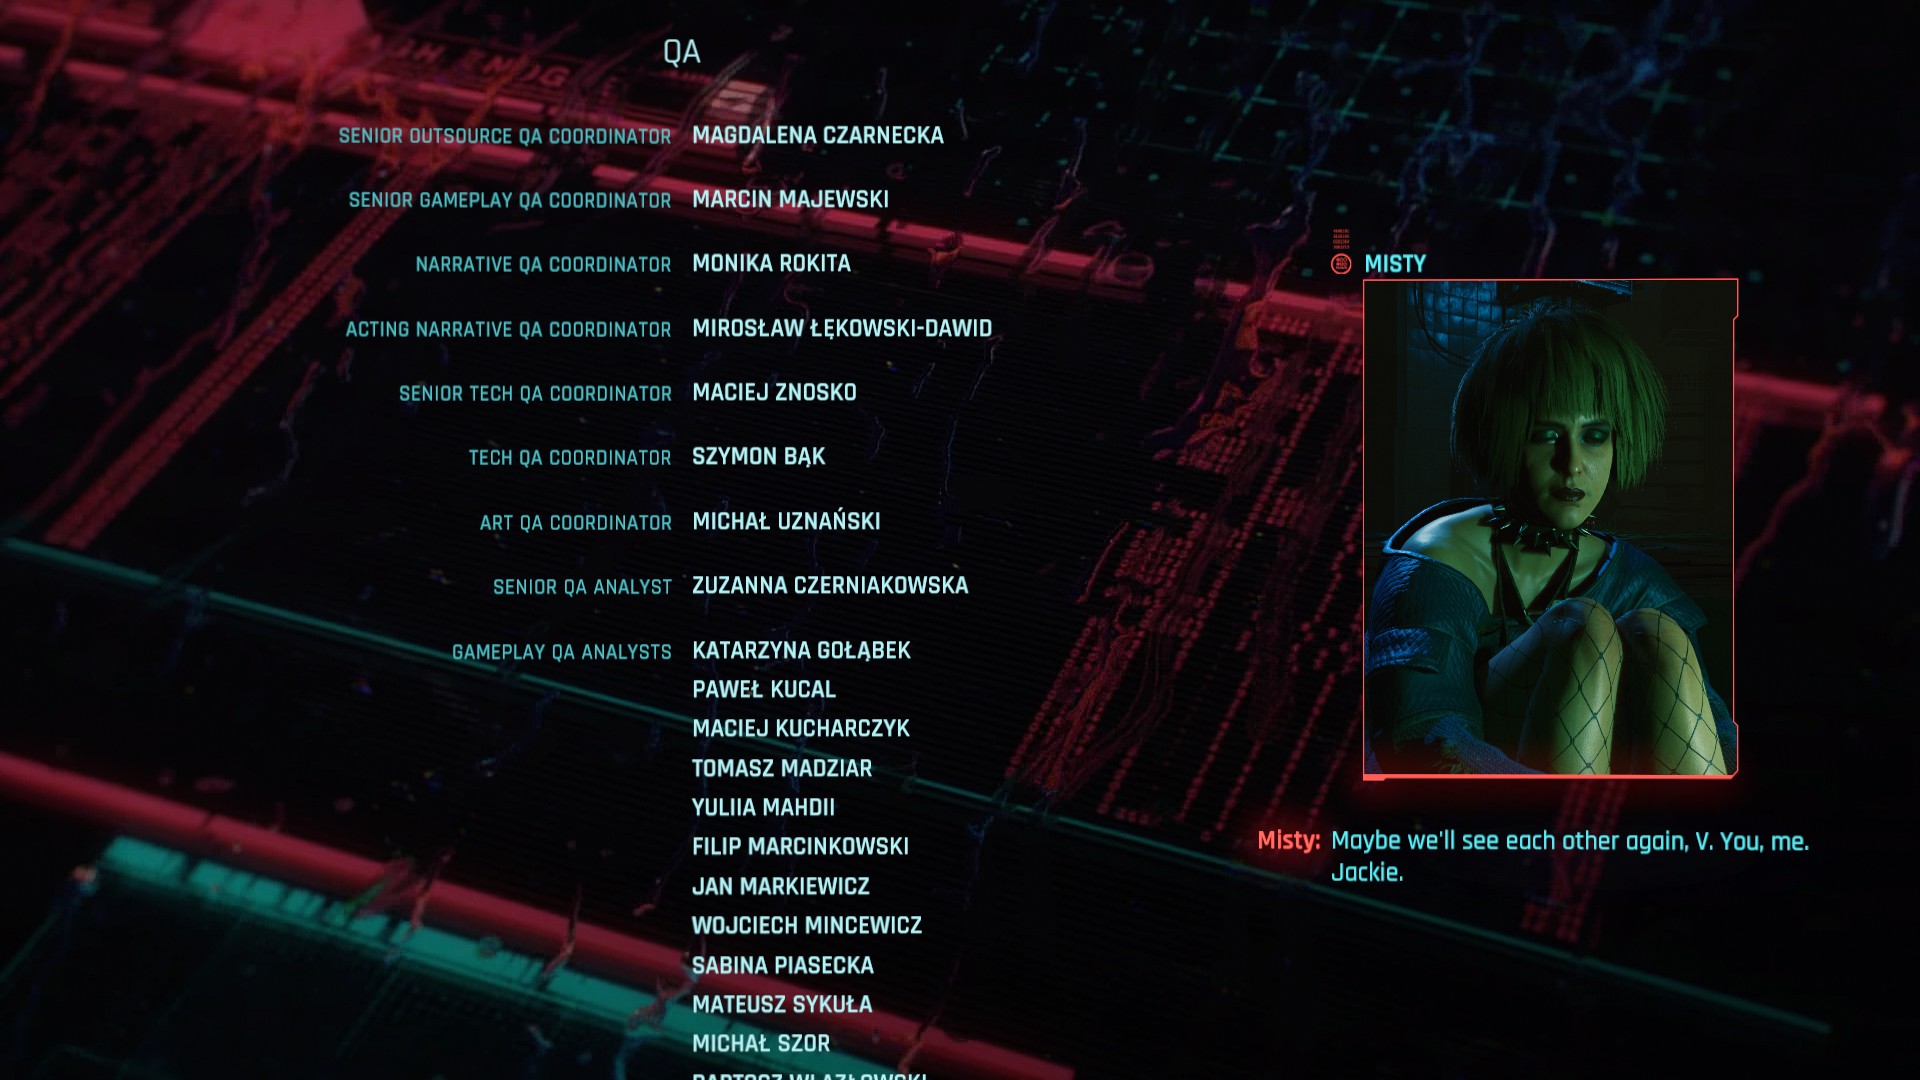 QA
SENIOR OUTSOURCE QA COORDINATOR MAGDALENA CZARNECKA
SENIOR GAMEPLAY QA COORDINATOR MARCIN MAJEWSKI
NARRATIVE QA COORDINATOR MONIKA ROKITA
ACTING NARRATIVE QA COORDINATOR MIROSŁAW ŁĘKOWSKI-DAWID
SENIOR TECH QA COORDINATOR MACIEJ ZNOSKO
TECH QA COORDINATOR SZYMON BĄK
ART QA COORDINATOR MICHAŁ UZNAŃSKI
SENIOR QA ANALYST ZUZANNA CZERNIAKOWSKA
GAMEPLAY QA ANALYSTS KATARZYNA GOŁĄBEK
PAWEŁ KUCAL
MACIEJ KUCHARCZYK
TOMASZ MADZIAR
YULIIA MAHDII
FILIP MARCINKOWSKI
JAN MARKIEWICZ
WOJCIECH MINCEWICZ
SABINA PIASECKA
MATEUSZ SYKUŁA
MICHAŁ SZOR
MISTY
Misty: Maybe we'll see each other again, V. You, me.
Jackie.